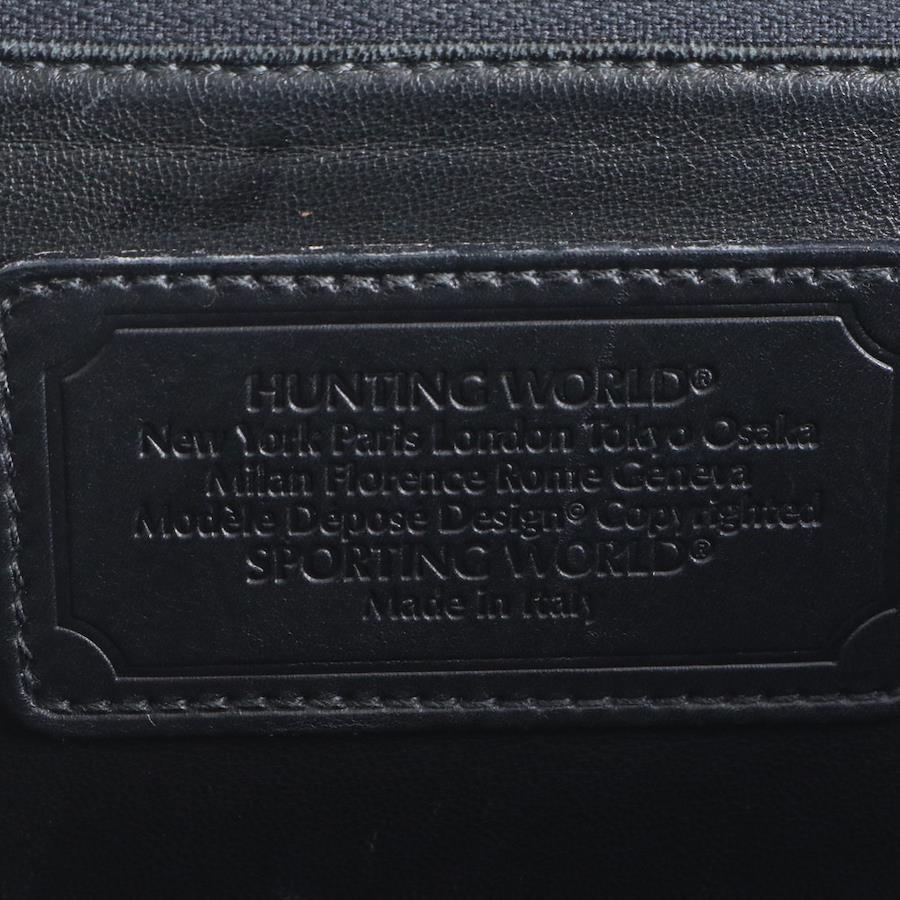 HUNTING WORLD®
New York Paris London Tokyo Osaka
Milan Florence Rome Geneva
Modèle Depose Design© Copyrighted
SPORTING WORLD®
Made in Italy